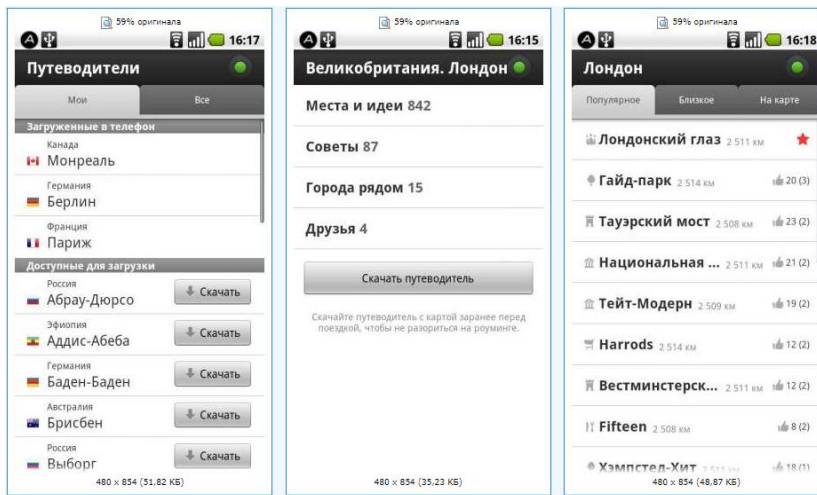 59% оригинала
16:17
Путеводители
Мои
Все
Загруженные в телефон
Канада
Монреаль
Германия
Берлин
Франция
Париж
Доступные для загрузки
Россия
Абрау-Дюрсо
Скачать
Эфиопия
Аддис-Абеба
Скачать
Германия
Баден-Баден
Скачать
Австралия
Брисбен
Скачать
Россия
Выборг
Скачать
480 x 854 (51,82 КБ)
59% оригинала
16:15
Великобритания. Лондон
Места и идеи 842
Советы 87
Города рядом 15
Друзья 4
Скачать путеводитель
Скачайте путеводитель с картой заранее перед
поездкой, чтобы не разориться на роуминге.
480 x 854 (35,23 КБ)
59% оригинала
16:18
Лондон
Популярное
Близкое
На карте
Лондонский глаз 2 511 км
Гайд-парк 2 514 км 20 (3)
Тауэрский мост 2 508 км 23 (2)
Национальная ... 2 511 км 21 (2)
Тейт-Модерн 2 509 км 19 (2)
Harrods 2 514 км 12 (2)
Вестминстерск... 2 511 км 12 (2)
Fifteen 2 508 км 8 (2)
Хэмпстед-Хит 18 (1)
480 x 854 (48,87 КБ)